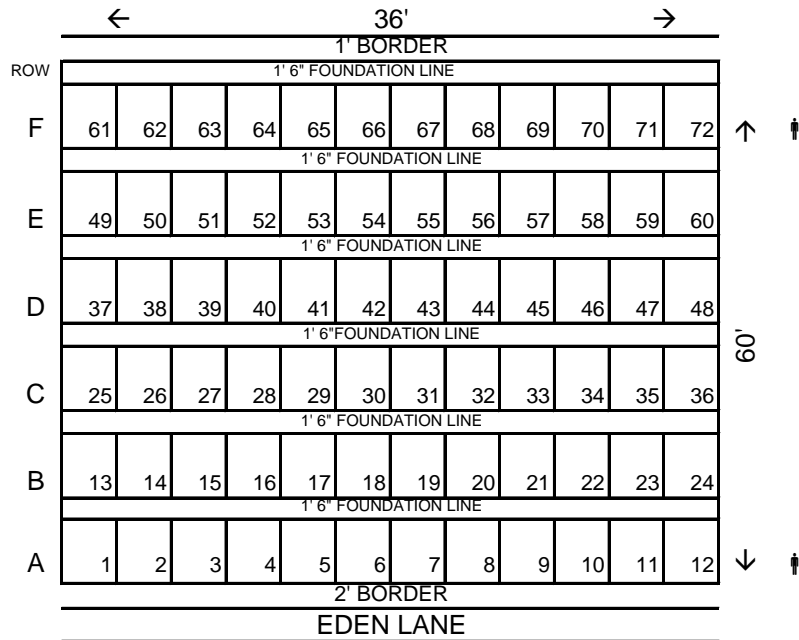 36'
1' BORDER
ROW
1' 6" FOUNDATION LINE
F 61 62 63 64 65 66 67 68 69 70 71 72
1' 6" FOUNDATION LINE
E 49 50 51 52 53 54 55 56 57 58 59 60
1' 6" FOUNDATION LINE
D 37 38 39 40 41 42 43 44 45 46 47 48
1' 6"FOUNDATION LINE
60'
C 25 26 27 28 29 30 31 32 33 34 35 36
1' 6" FOUNDATION LINE
B 13 14 15 16 17 18 19 20 21 22 23 24
1' 6" FOUNDATION LINE
A 1 2 3 4 5 6 7 8 9 10 11 12
2' BORDER
EDEN LANE